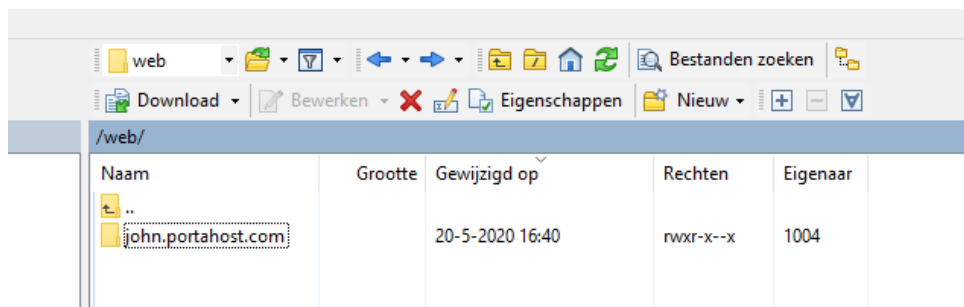 web
Bestanden zoeken
Download
Bewerken
Eigenschappen
Nieuw
/web/
Naam Grootte Gewijzigd op Rechten Eigenaar
..
john.portahost.com 20-5-2020 16:40 rwxr-x--x 1004